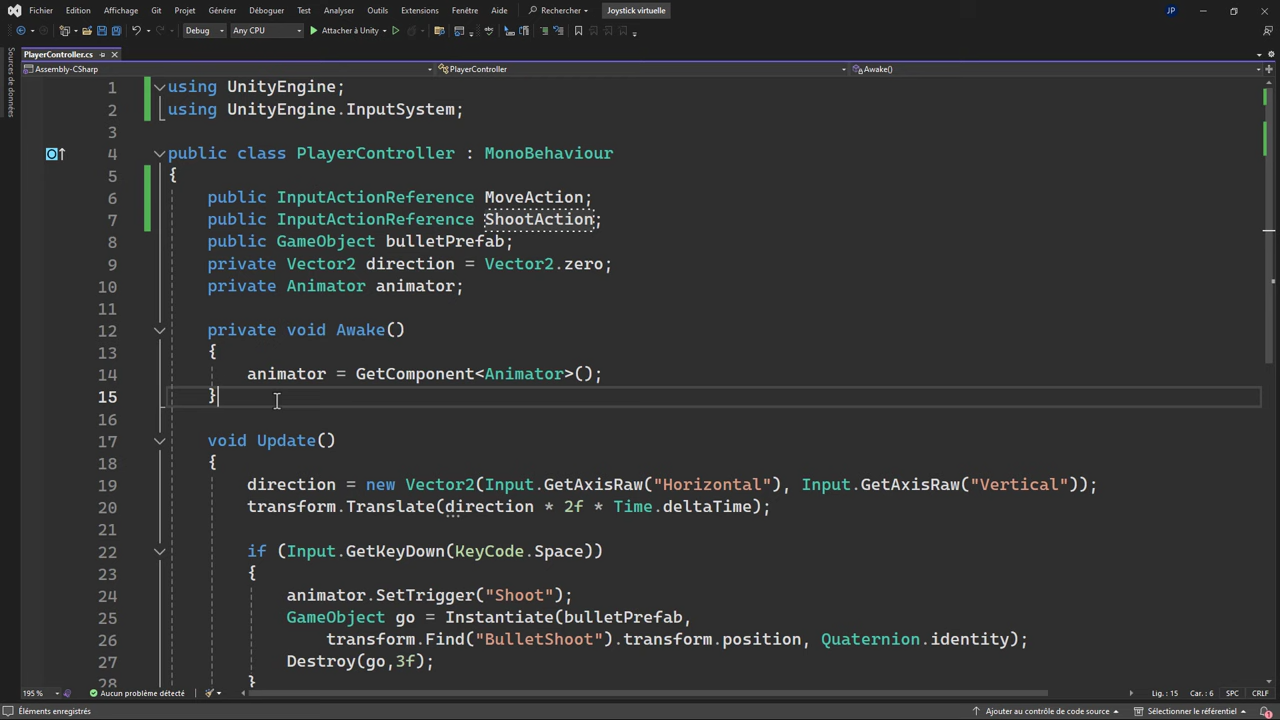 Fichier Edition Affichage Git Projet Générer Déboguer Test Analyser Outils Extensions Fenêtre Aide Rechercher Joystick virtuelle JP
Debug Any CPU Attacher à Unity
PlayerController.cs
Assembly-CSharp PlayerController Awake()
Sources de données
1 using UnityEngine;
2 using UnityEngine.InputSystem;
3
4 public class PlayerController : MonoBehaviour
5 {
6 public InputActionReference MoveAction;
7 public InputActionReference ShootAction;
8 public GameObject bulletPrefab;
9 private Vector2 direction = Vector2.zero;
10 private Animator animator;
11
12 private void Awake()
13 {
14 animator = GetComponent<Animator>();
15 }
16
17 void Update()
18 {
19 direction = new Vector2(Input.GetAxisRaw("Horizontal"), Input.GetAxisRaw("Vertical"));
20 transform.Translate(direction * 2f * Time.deltaTime);
21
22 if (Input.GetKeyDown(KeyCode.Space))
23 {
24 animator.SetTrigger("Shoot");
25 GameObject go = Instantiate(bulletPrefab,
26 transform.Find("BulletShoot").transform.position, Quaternion.identity);
27 Destroy(go,3f);
28 }
195 % Aucun problème détecté Lig. : 15 Car. : 6 SPC CRLF
Éléments enregistrés Ajouter au contrôle de code source Sélectionner le référentiel 1